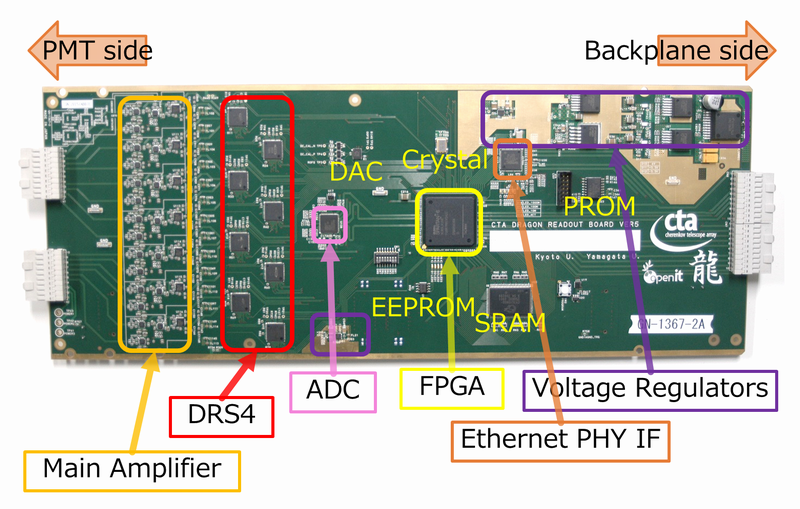 PMT side
Backplane side
DAC
Crystal
PROM
CTA DRAGON READOUT BOARD VER5
cta
cherenkov telescope array
Kyoto U. Yamagata U.
openit
龍
EEPROM
SRAM
GN-1367-2A
ADC
FPGA
Voltage Regulators
DRS4
Ethernet PHY IF
Main Amplifier